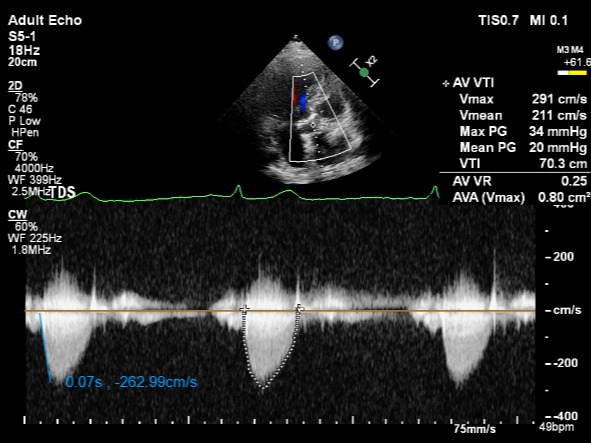 Adult Echo
TIS0.7 MI 0.1
S5-1
18Hz
20cm
2D
78%
C 46
P Low
HPen
CF
70%
4000Hz
WF 399Hz
2.5MHz
TDS
CW
60%
WF 225Hz
1.8MHz
P
X2
M3 M4
+61.6
AV VTI
Vmax 291 cm/s
Vmean 211 cm/s
Max PG 34 mmHg
Mean PG 20 mmHg
VTI 70.3 cm
AV VR 0.25
AVA (Vmax) 0.80 cm²
- 200
cm/s
- -200
-400
0.07s , -262.99cm/s
75mm/s
49bpm